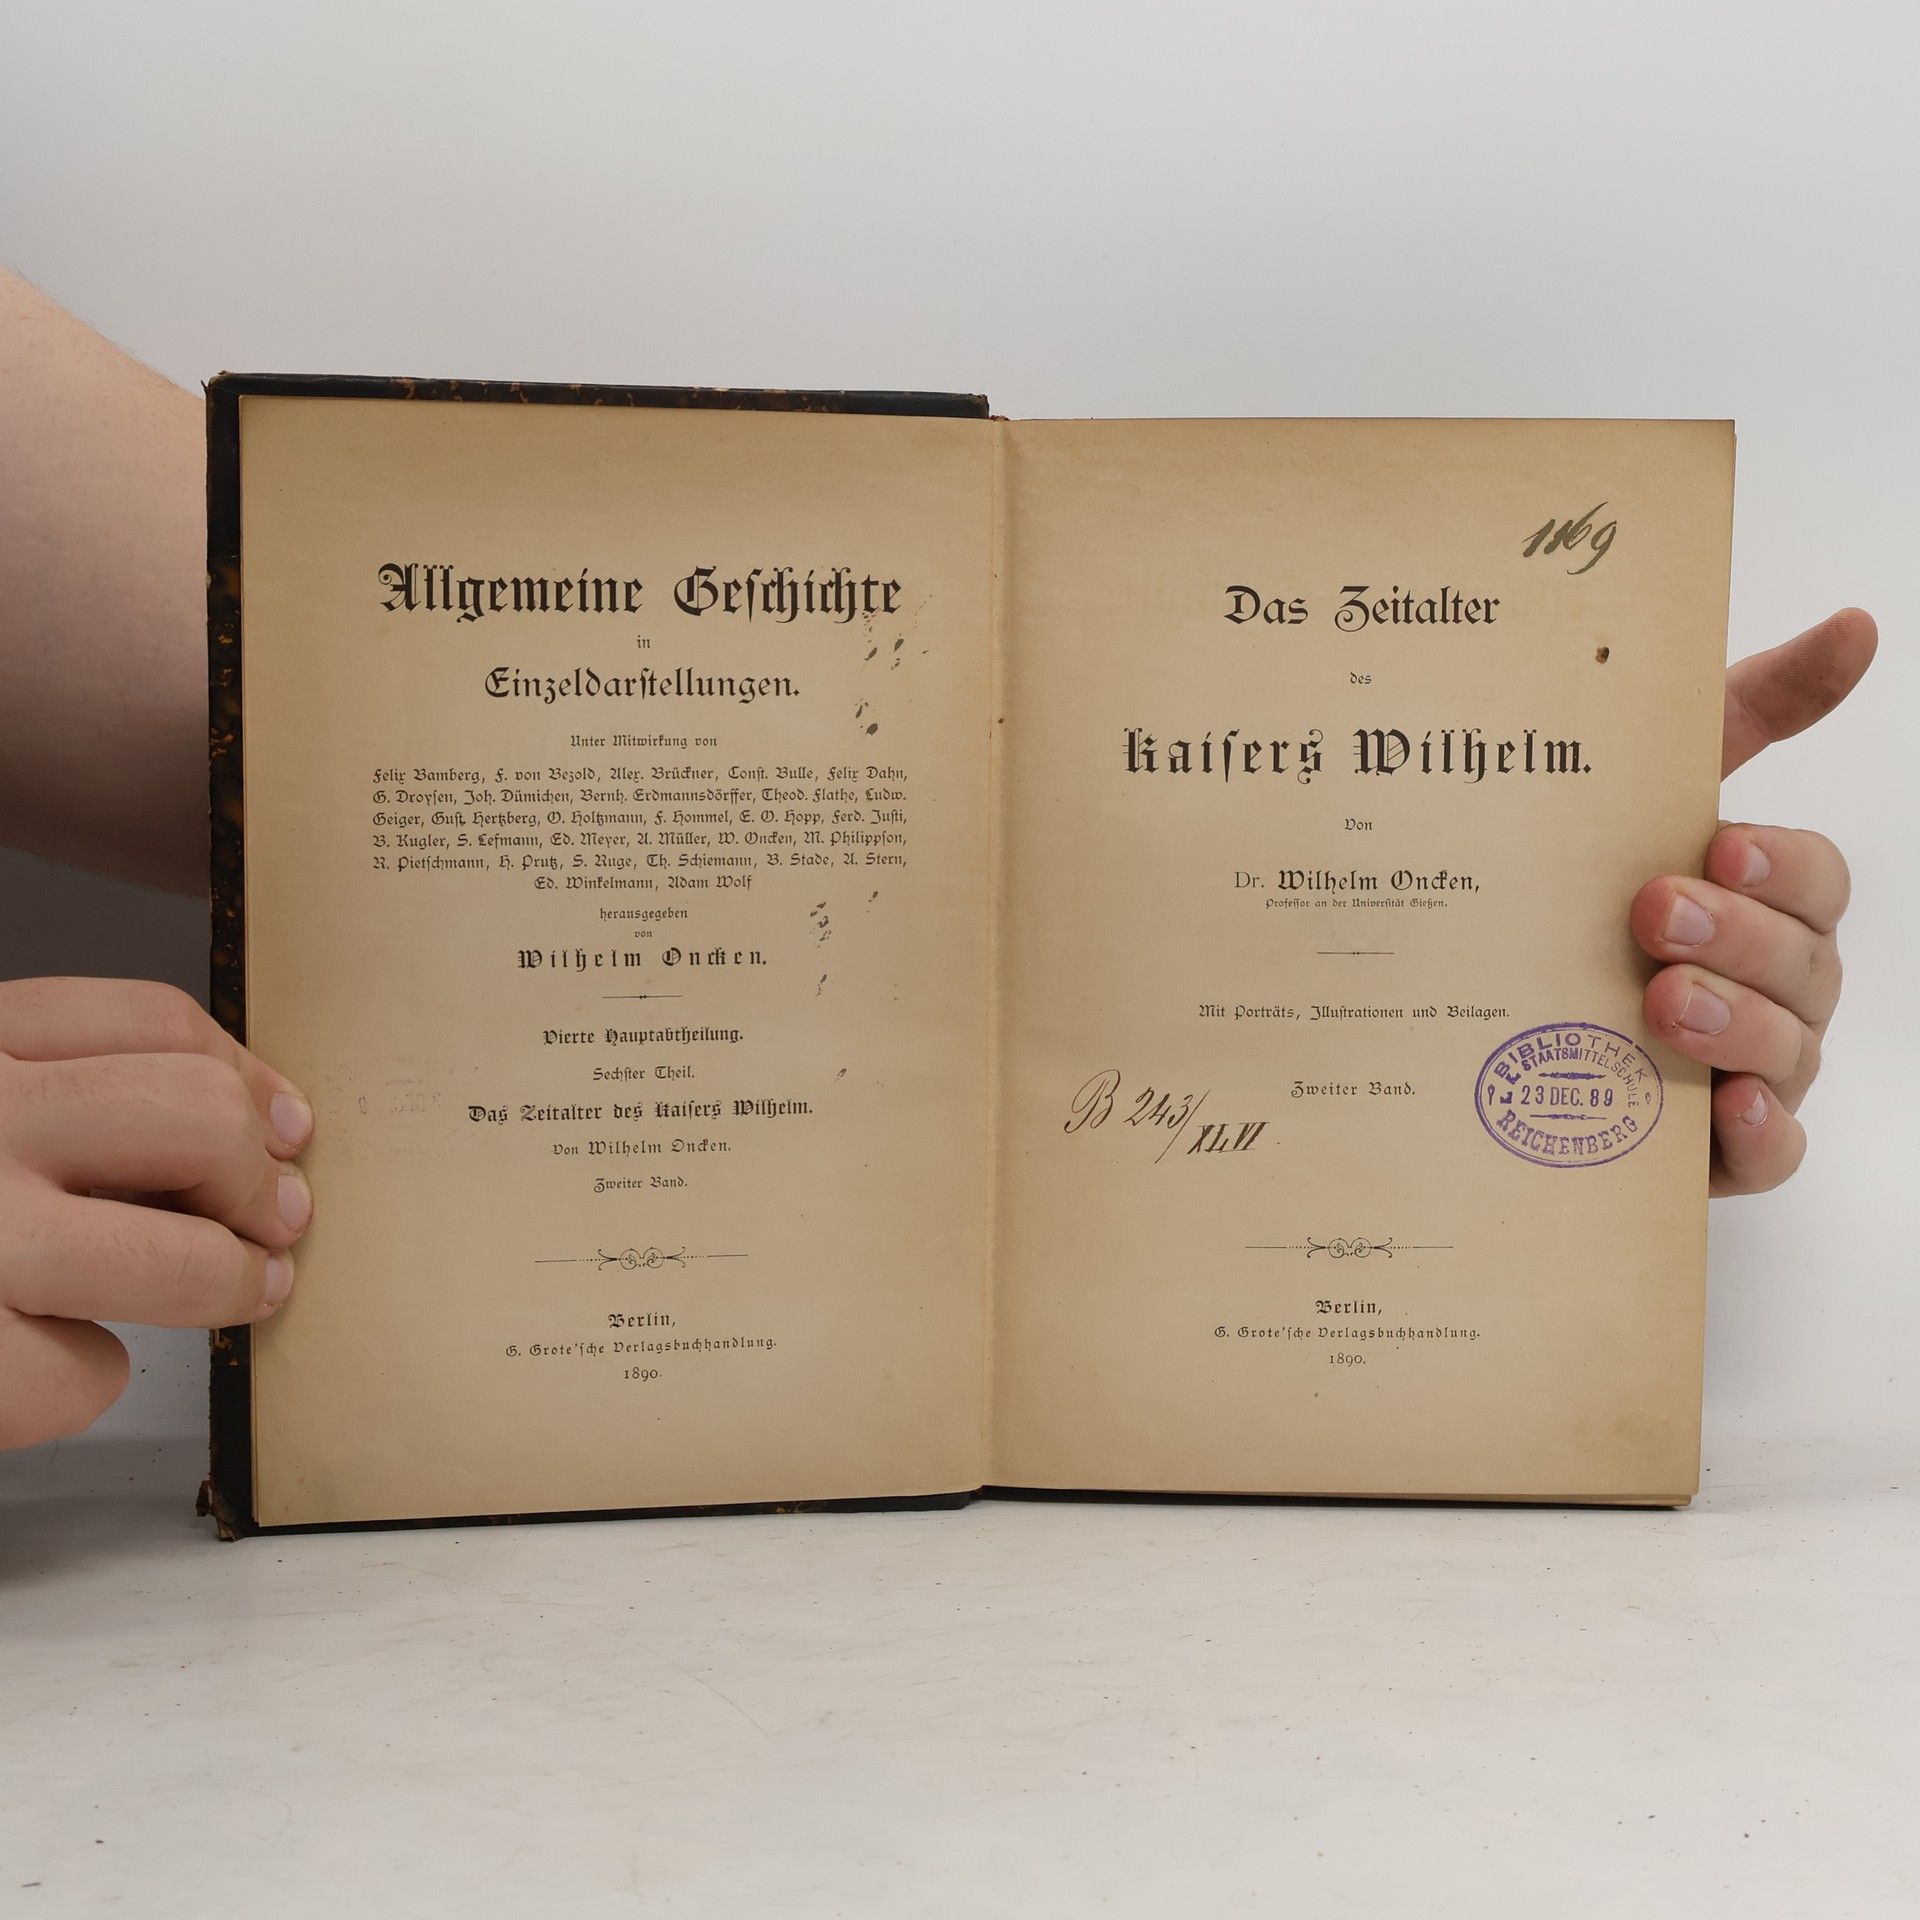 Allgemeine Geſchichte
in
Einzeldarſtellungen.
Unter Mitwirkung von
Felix Bamberg, F. von Bezold, Alex. Brückner, Conſt. Bulle, Felix Dahn,
G. Droyſen, Joh. Dümichen, Bernh. Erdmannsdörffer, Theod. Flathe, Ludw.
Geiger, Guſt. Hertzberg, O. Holtzmann, F. Hommel, E. O. Hopp, Ferd. Juſti,
B. Kugler, S. Lefmann, Ed. Meyer, A. Müller, W. Oncken, M. Philippſon,
R. Pietſchmann, H. Prutz, S. Ruge, Th. Schiemann, B. Stade, A. Stern,
Ed. Winkelmann, Adam Wolf
herausgegeben
von
Wilhelm Oncken.
Vierte Hauptabtheilung.
Sechſter Theil.
Das Zeitalter des Kaiſers Wilhelm.
Von Wilhelm Oncken.
Zweiter Band.
Berlin,
G. Grote'ſche Verlagsbuchhandlung.
1890.
1169
Das Zeitalter
des
Kaiſers Wilhelm.
Von
Dr. Wilhelm Oncken,
Profeſſor an der Univerſität Gießen.
Mit Porträts, Illuſtrationen und Beilagen.
Zweiter Band.
B 243/
XLVI
BIBLIOTHEK
STAATSMITTELSCHULE
23 DEC. 89
REICHENBERG
Berlin,
G. Grote'ſche Verlagsbuchhandlung.
1890.